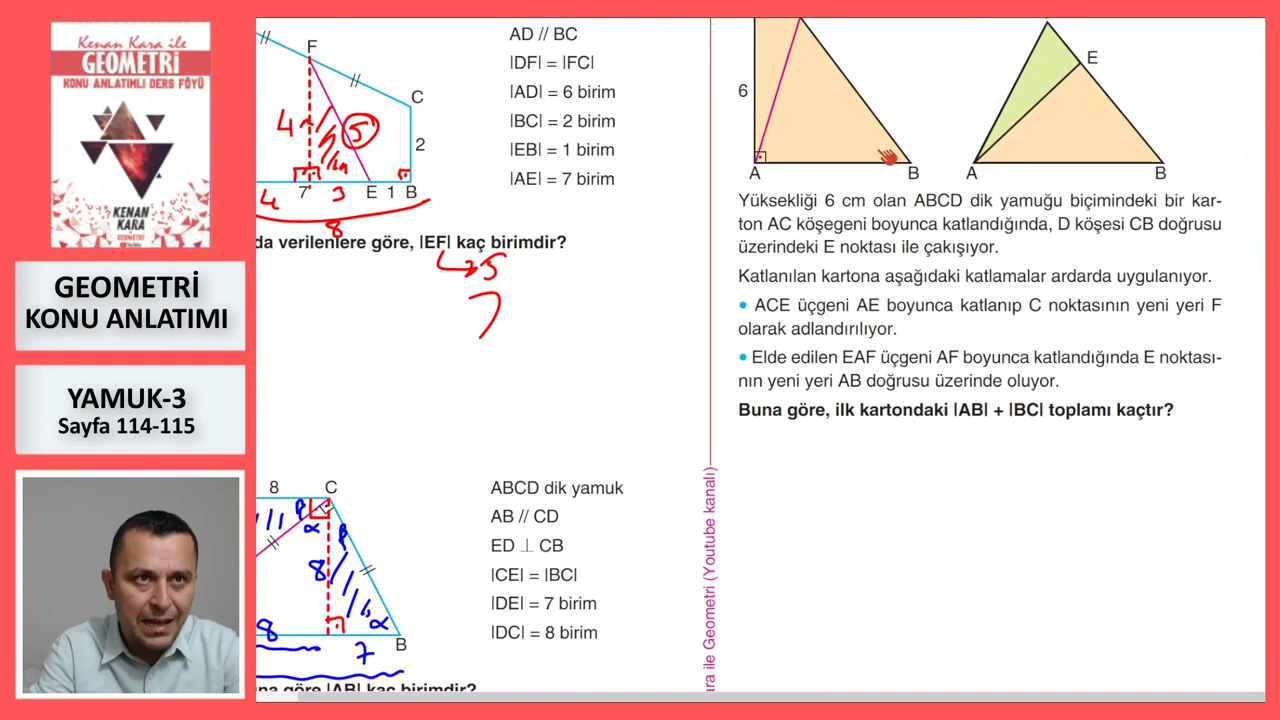 Kenan Kara ile
GEOMETRİ
KONU ANLATIMLI DERS FÖYÜ
KENAN
KARA
GEOMETRİ
KONU ANLATIMI
YAMUK-3
Sayfa 114-115
F
C
4
5
2
4
7
3
E
1
B
8
AD // BC
|DF| = |FC|
|AD| = 6 birim
|BC| = 2 birim
|EB| = 1 birim
|AE| = 7 birim
da verilenlere göre, |EF| kaç birimdir?
5
8
C
β
α
β
8
α
8
7
B
ABCD dik yamuk
AB // CD
ED ⊥ CB
|CE| = |BC|
|DE| = 7 birim
|DC| = 8 birim
na göre |AB| kaç birimdir?
ara ile Geometri (Youtube kanalı)
6
A
B
E
A
B
Yüksekliği 6 cm olan ABCD dik yamuğu biçimindeki bir kar-
ton AC köşegeni boyunca katlandığında, D köşesi CB doğrusu
üzerindeki E noktası ile çakışıyor.
Katlanılan kartona aşağıdaki katlamalar ardarda uygulanıyor.
• ACE üçgeni AE boyunca katlanıp C noktasının yeni yeri F
olarak adlandırılıyor.
• Elde edilen EAF üçgeni AF boyunca katlandığında E noktası-
nın yeni yeri AB doğrusu üzerinde oluyor.
Buna göre, ilk kartondaki |AB| + |BC| toplamı kaçtır?